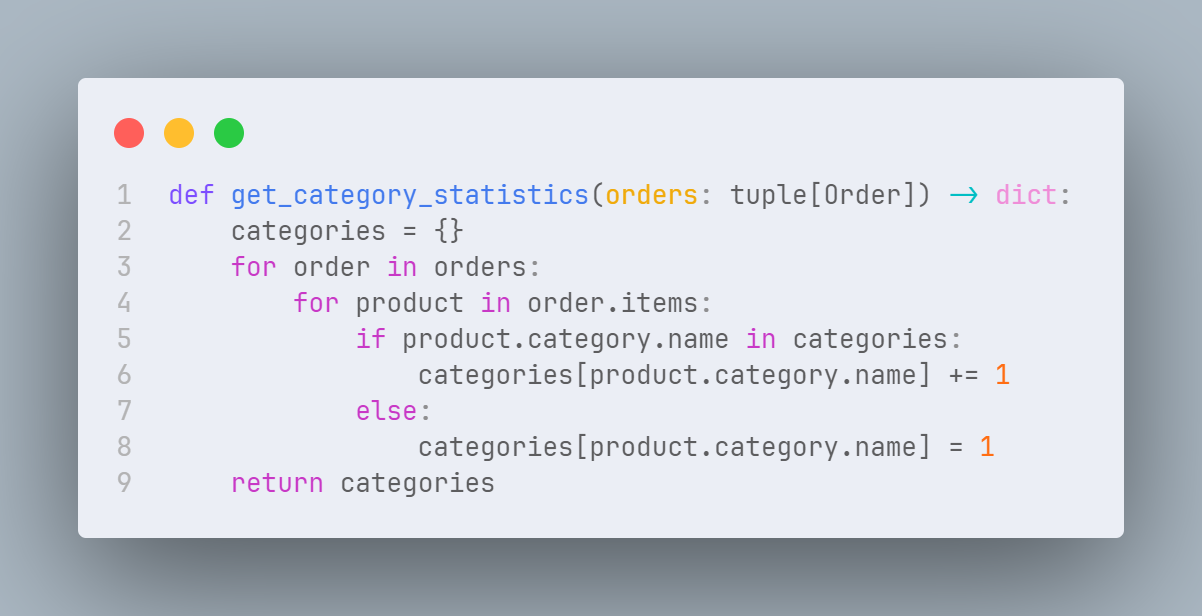 1 def get_category_statistics(orders: tuple[Order]) -> dict:
2     categories = {}
3     for order in orders:
4         for product in order.items:
5             if product.category.name in categories:
6                 categories[product.category.name] += 1
7             else:
8                 categories[product.category.name] = 1
9     return categories